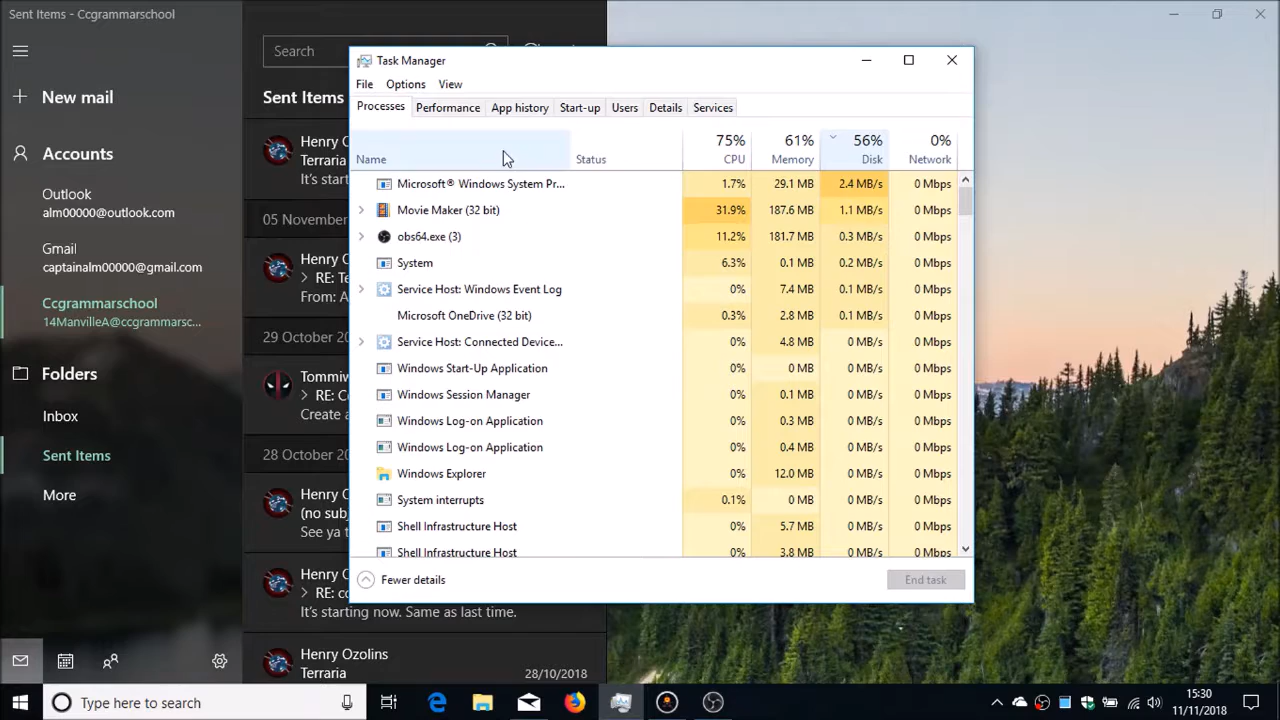 Sent Items - Ccgrammarschool
Search
New mail
Sent Items
Accounts
Outlook
alm00000@outlook.com
Gmail
captainalm00000@gmail.com
Ccgrammarschool
14ManvilleA@ccgrammarsc...
Folders
Inbox
Sent Items
More
Henry C
Terraria
It's start
05 November
Henry C
> RE: Te
From: A
29 October 20
Tommiw
> RE: C
Create a
28 October 20
Henry C
(no subj
See ya t
Henry C
> RE: co
It's starting now. Same as last time.
Henry Ozolins
Terraria 28/10/2018
Task Manager
File Options View
Processes Performance App history Start-up Users Details Services
75% 61% 56% 0%
Name Status CPU Memory Disk Network
Microsoft® Windows System Pr... 1.7% 29.1 MB 2.4 MB/s 0 Mbps
Movie Maker (32 bit) 31.9% 187.6 MB 1.1 MB/s 0 Mbps
obs64.exe (3) 11.2% 181.7 MB 0.3 MB/s 0 Mbps
System 6.3% 0.1 MB 0.2 MB/s 0 Mbps
Service Host: Windows Event Log 0% 7.4 MB 0.1 MB/s 0 Mbps
Microsoft OneDrive (32 bit) 0.3% 2.8 MB 0.1 MB/s 0 Mbps
Service Host: Connected Device... 0% 4.8 MB 0 MB/s 0 Mbps
Windows Start-Up Application 0% 0 MB 0 MB/s 0 Mbps
Windows Session Manager 0% 0.1 MB 0 MB/s 0 Mbps
Windows Log-on Application 0% 0.3 MB 0 MB/s 0 Mbps
Windows Log-on Application 0% 0.4 MB 0 MB/s 0 Mbps
Windows Explorer 0% 12.0 MB 0 MB/s 0 Mbps
System interrupts 0.1% 0 MB 0 MB/s 0 Mbps
Shell Infrastructure Host 0% 5.7 MB 0 MB/s 0 Mbps
Shell Infrastructure Host 0% 3.8 MB 0 MB/s 0 Mbps
Fewer details End task
Type here to search
15:30
11/11/2018